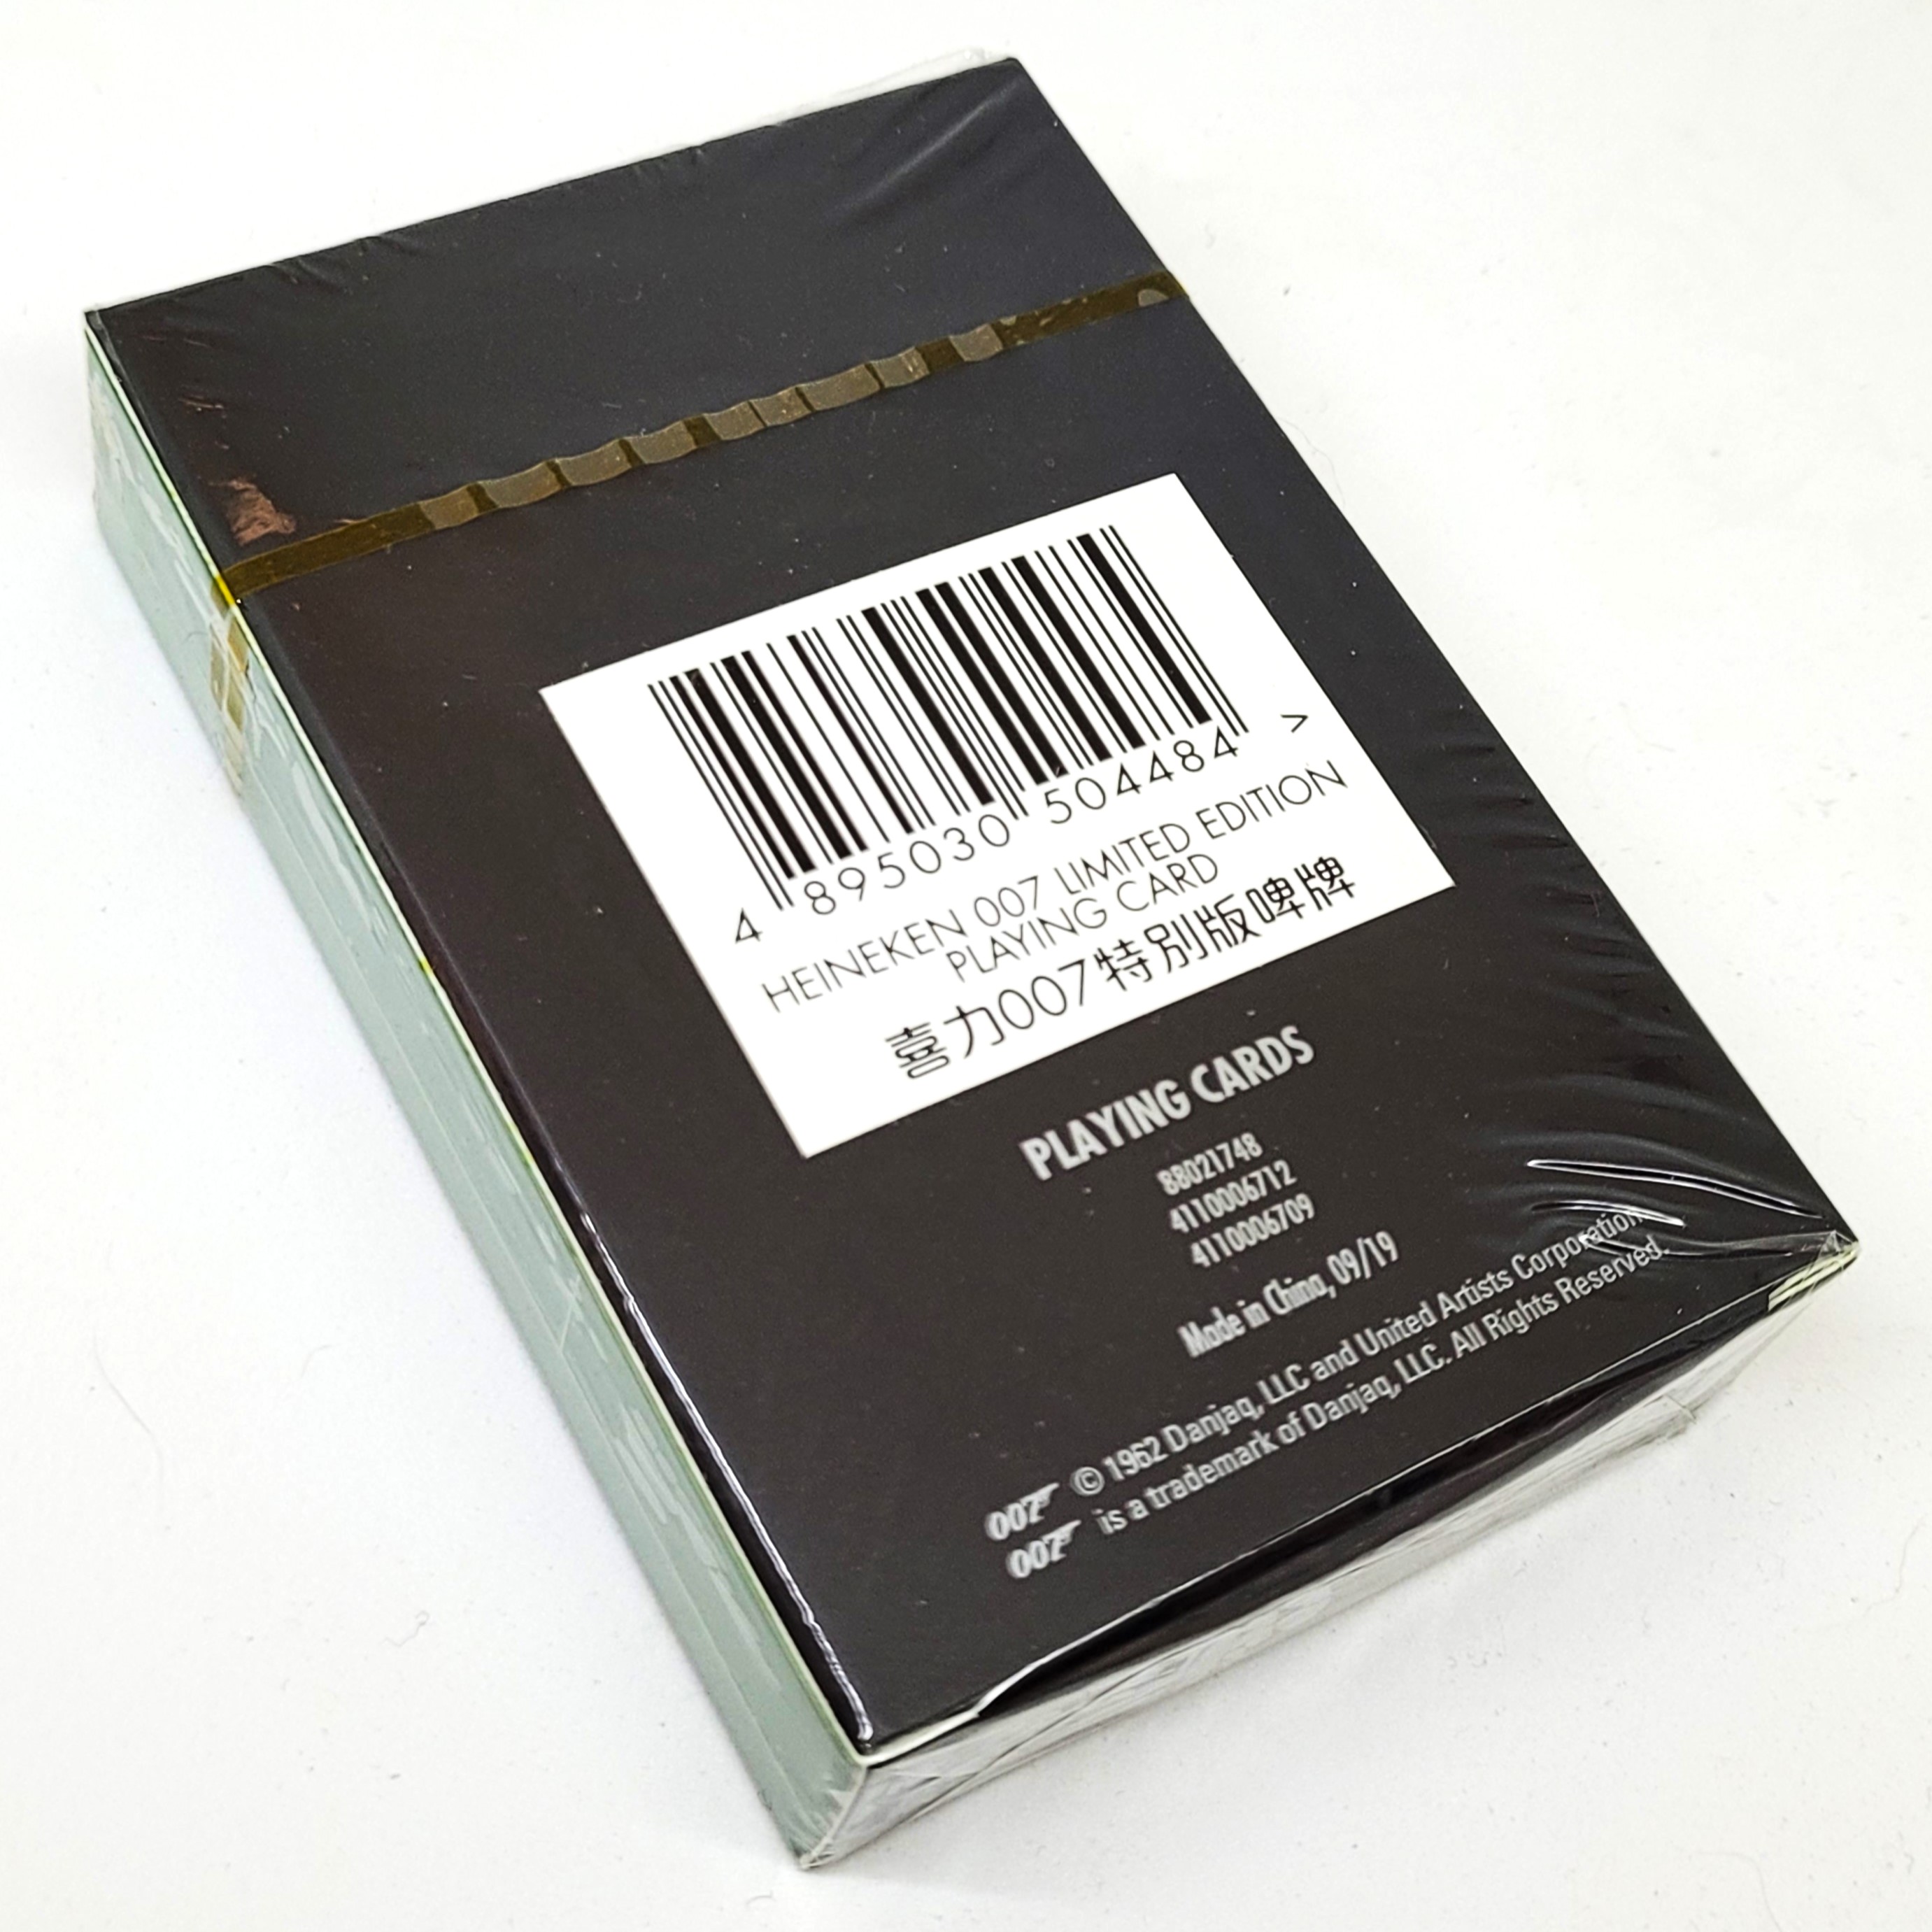 4 895030 504484 >
HEINEKEN 007 LIMITED EDITION
PLAYING CARD
喜力007特別版啤牌
PLAYING CARDS
88021748
4110006712
4110006709
Made in China, 09/19
007 © 1962 Danjaq, LLC and United Artists Corporation.
007 is a trademark of Danjaq, LLC. All Rights Reserved.